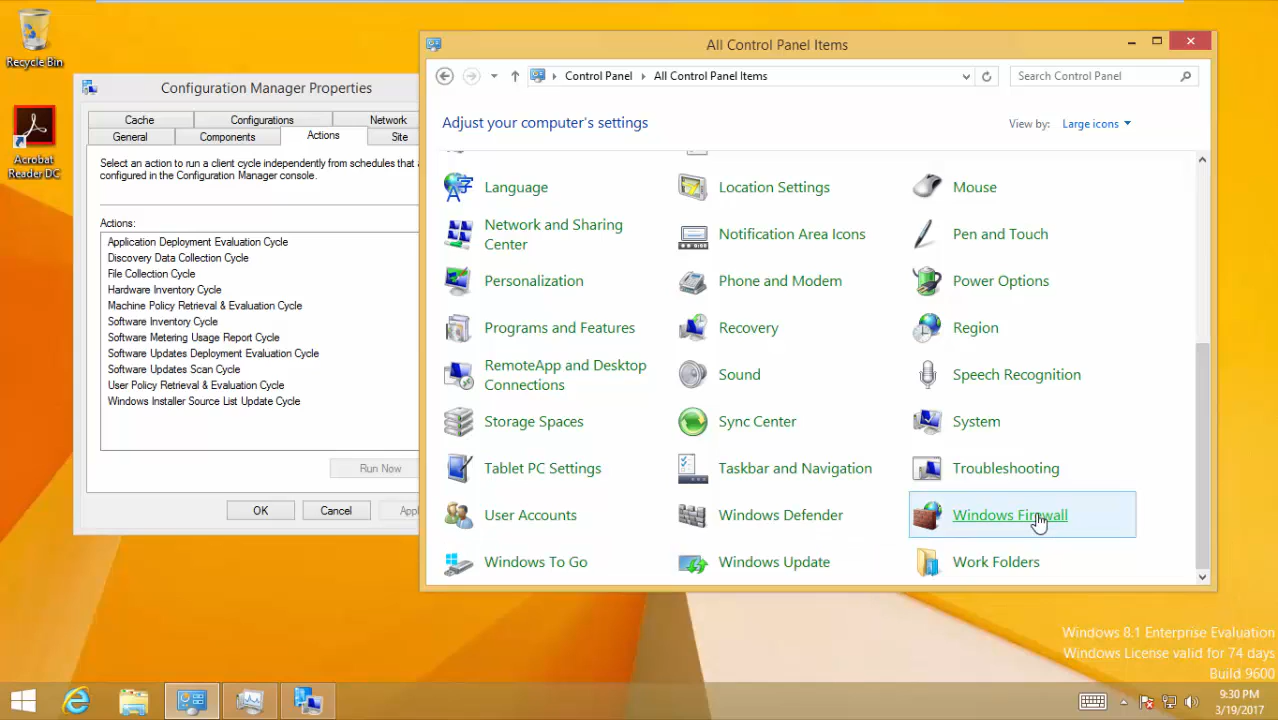 Recycle Bin
Acrobat
Reader DC
Configuration Manager Properties
Cache
Configurations
Network
General
Components
Actions
Site
Select an action to run a client cycle independently from schedules that a
configured in the Configuration Manager console.
Actions:
Application Deployment Evaluation Cycle
Discovery Data Collection Cycle
File Collection Cycle
Hardware Inventory Cycle
Machine Policy Retrieval & Evaluation Cycle
Software Inventory Cycle
Software Metering Usage Report Cycle
Software Updates Deployment Evaluation Cycle
Software Updates Scan Cycle
User Policy Retrieval & Evaluation Cycle
Windows Installer Source List Update Cycle
Run Now
OK
Cancel
Appl
All Control Panel Items
Control Panel
All Control Panel Items
Search Control Panel
Adjust your computer's settings
View by:
Large icons
Language
Location Settings
Mouse
Network and Sharing
Center
Notification Area Icons
Pen and Touch
Personalization
Phone and Modem
Power Options
Programs and Features
Recovery
Region
RemoteApp and Desktop
Connections
Sound
Speech Recognition
Storage Spaces
Sync Center
System
Tablet PC Settings
Taskbar and Navigation
Troubleshooting
User Accounts
Windows Defender
Windows Firewall
Windows To Go
Windows Update
Work Folders
Windows 8.1 Enterprise Evaluation
Windows License valid for 74 days
Build 9600
9:30 PM
3/19/2017